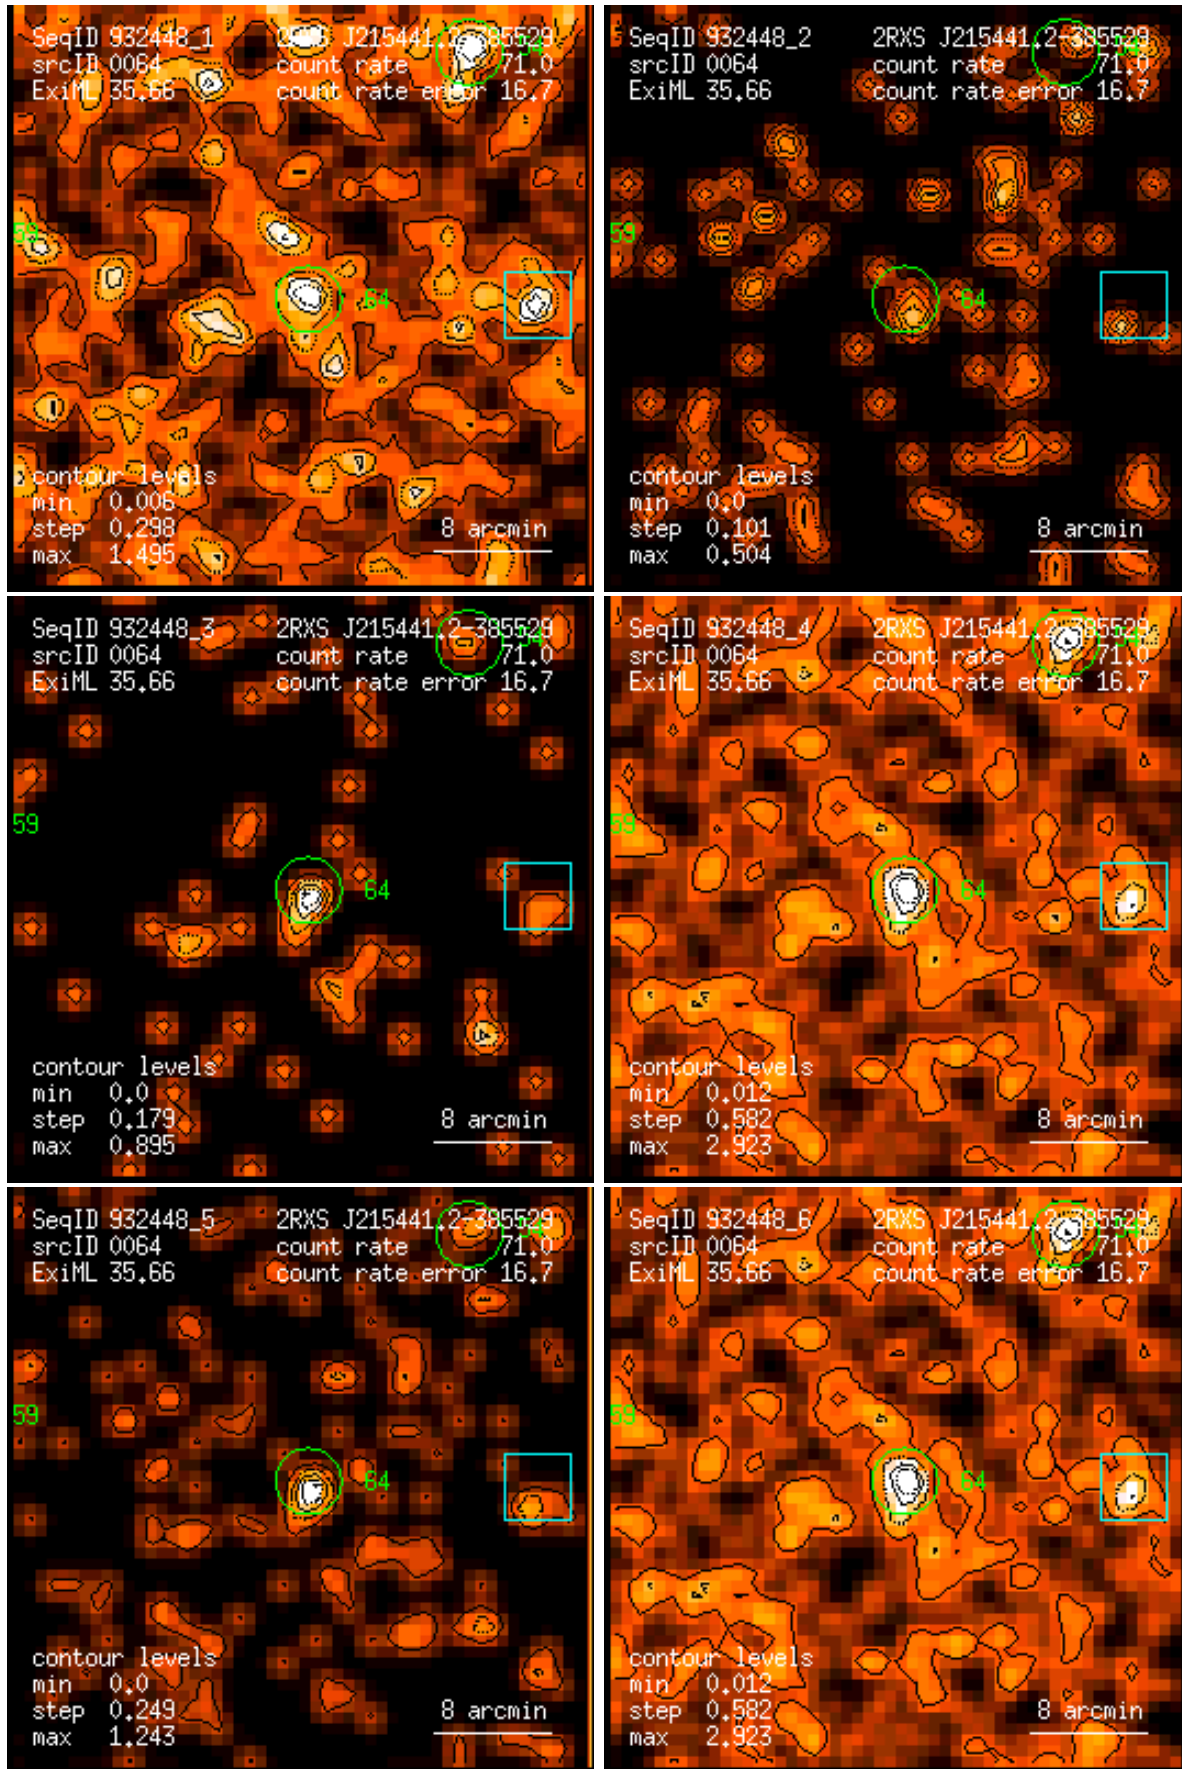 SeqID 932448_1 2RXS J215441.2-385529
srcID 0064 count rate 71.0
ExiML 35.66 count rate error 16.7
59
64
contour levels
min 0.006
step 0.298
max 1.495
8 arcmin
SeqID 932448_2 2RXS J215441.2-385529
srcID 0064 count rate 71.0
ExiML 35.66 count rate error 16.7
59
64
contour levels
min 0.0
step 0.101
max 0.504
8 arcmin
SeqID 932448_3 2RXS J215441.2-385529
srcID 0064 count rate 71.0
ExiML 35.66 count rate error 16.7
59
64
contour levels
min 0.0
step 0.179
max 0.895
8 arcmin
SeqID 932448_4 2RXS J215441.2-385529
srcID 0064 count rate 71.0
ExiML 35.66 count rate error 16.7
59
64
contour levels
min 0.012
step 0.582
max 2.923
8 arcmin
SeqID 932448_5 2RXS J215441.2-385529
srcID 0064 count rate 71.0
ExiML 35.66 count rate error 16.7
59
64
contour levels
min 0.0
step 0.249
max 1.243
8 arcmin
SeqID 932448_6 2RXS J215441.2-385529
srcID 0064 count rate 71.0
ExiML 35.66 count rate error 16.7
59
64
contour levels
min 0.012
step 0.582
max 2.923
8 arcmin